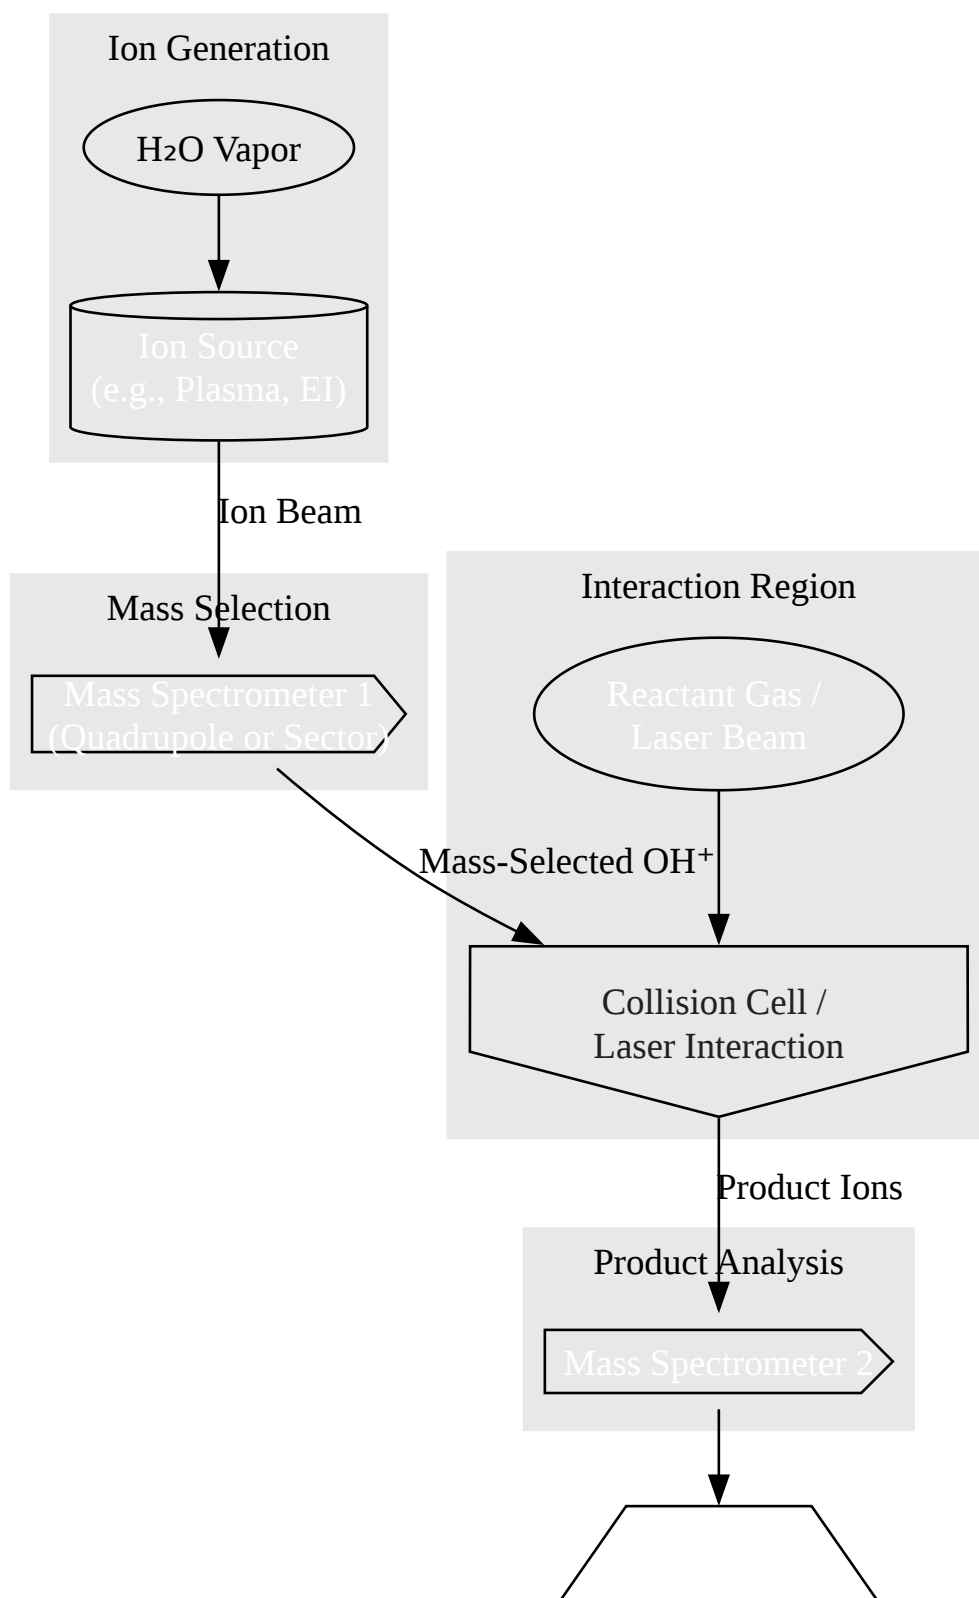 Ion Generation
H₂O Vapor
Ion Source
(e.g., Plasma, EI)
Ion Beam
Mass Selection
Mass Spectrometer 1
(Quadrupole or Sector)
Interaction Region
Reactant Gas /
Laser Beam
Mass-Selected OH⁺
Collision Cell /
Laser Interaction
Product Ions
Product Analysis
Mass Spectrometer 2